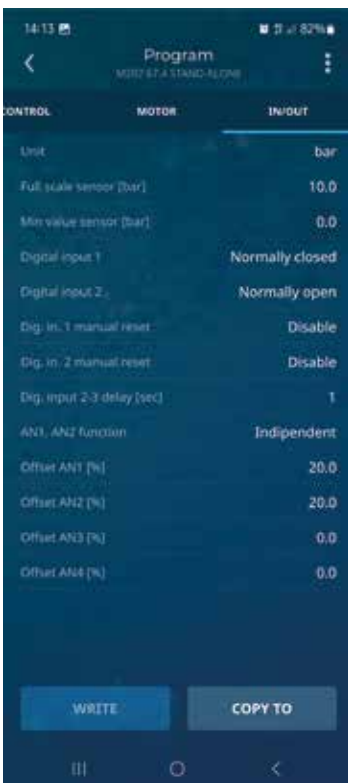 14:13 82%
Program
STAND-ALONE
CONTROL MOTOR IN/OUT
Unit bar
Full scale sensor [bar] 10.0
Min value sensor [bar] 0.0
Digital input 1 Normally closed
Digital input 2 Normally open
Dig. in. 1 manual reset Disable
Dig. in. 2 manual reset Disable
Dig. input 2-3 delay [sec] 1
AN1, AN2 function Indipendent
Offset AN1 [%] 20.0
Offset AN2 [%] 20.0
Offset AN3 [%] 0.0
Offset AN4 [%] 0.0
WRITE COPY TO